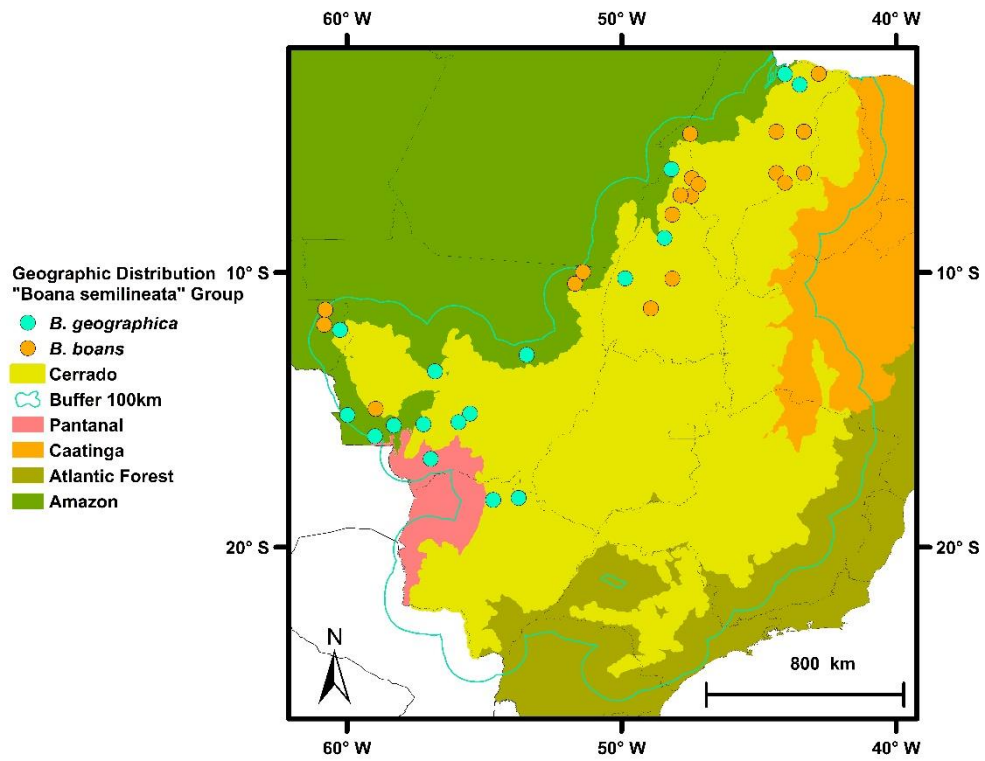 60° W 50° W 40° W
Geographic Distribution
"Boana semilineata" Group
B. geographica
B. boans
Cerrado
Buffer 100km
Pantanal
Caatinga
Atlantic Forest
Amazon
10° S 10° S
20° S 20° S
N
800 km
60° W 50° W 40° W